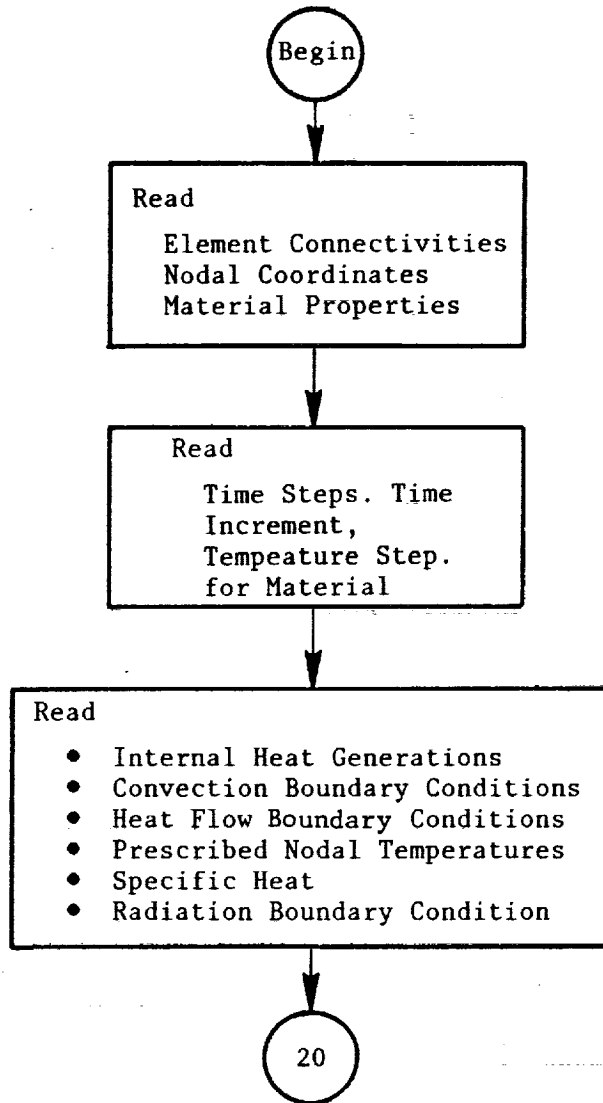 Begin
Read
Element Connectivities
Nodal Coordinates
Material Properties
Read
Time Steps. Time
Increment,
Tempeature Step.
for Material
Read
• Internal Heat Generations
• Convection Boundary Conditions
• Heat Flow Boundary Conditions
• Prescribed Nodal Temperatures
• Specific Heat
• Radiation Boundary Condition
20